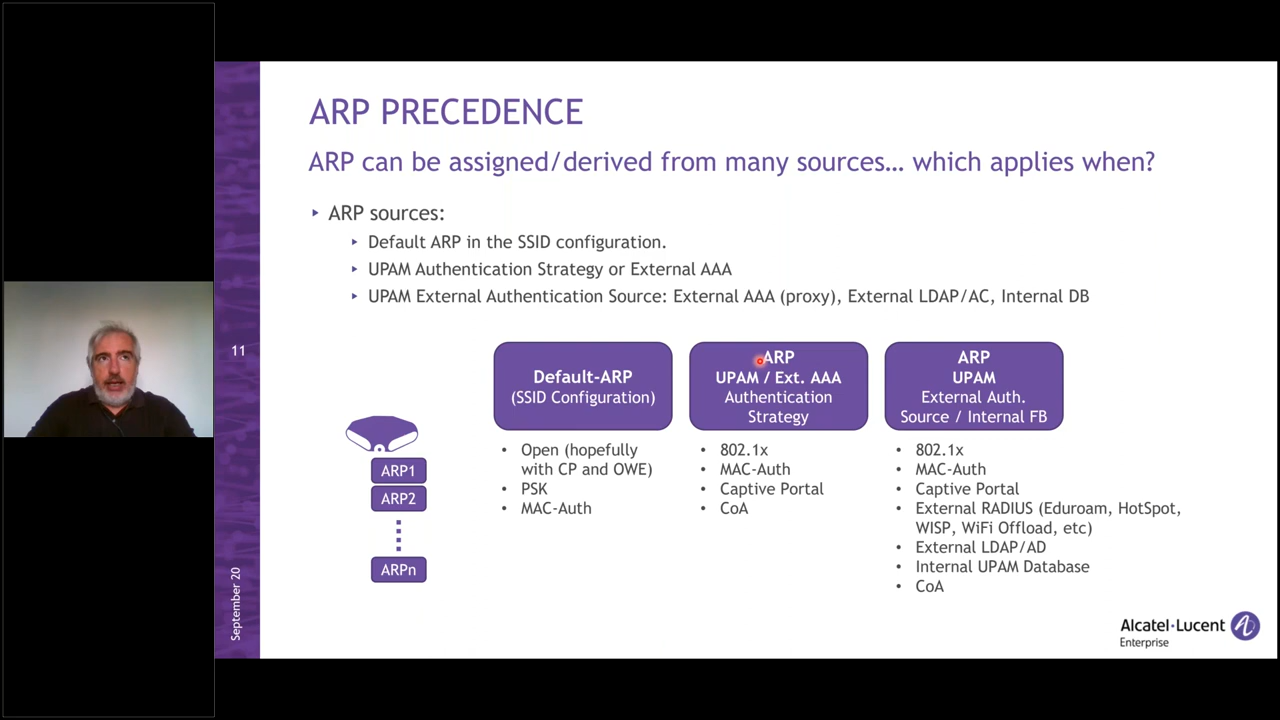 ARP PRECEDENCE
ARP can be assigned/derived from many sources… which applies when?
‣ ARP sources:
‣ Default ARP in the SSID configuration.
‣ UPAM Authentication Strategy or External AAA
‣ UPAM External Authentication Source: External AAA (proxy), External LDAP/AC, Internal DB
11
September 20
ARP1
ARP2
ARPn
Default-ARP
(SSID Configuration)
• Open (hopefully
with CP and OWE)
• PSK
• MAC-Auth
ARP
UPAM / Ext. AAA
Authentication
Strategy
• 802.1x
• MAC-Auth
• Captive Portal
• CoA
ARP
UPAM
External Auth.
Source / Internal FB
• 802.1x
• MAC-Auth
• Captive Portal
• External RADIUS (Eduroam, HotSpot,
WISP, WiFi Offload, etc)
• External LDAP/AD
• Internal UPAM Database
• CoA
Alcatel·Lucent
Enterprise